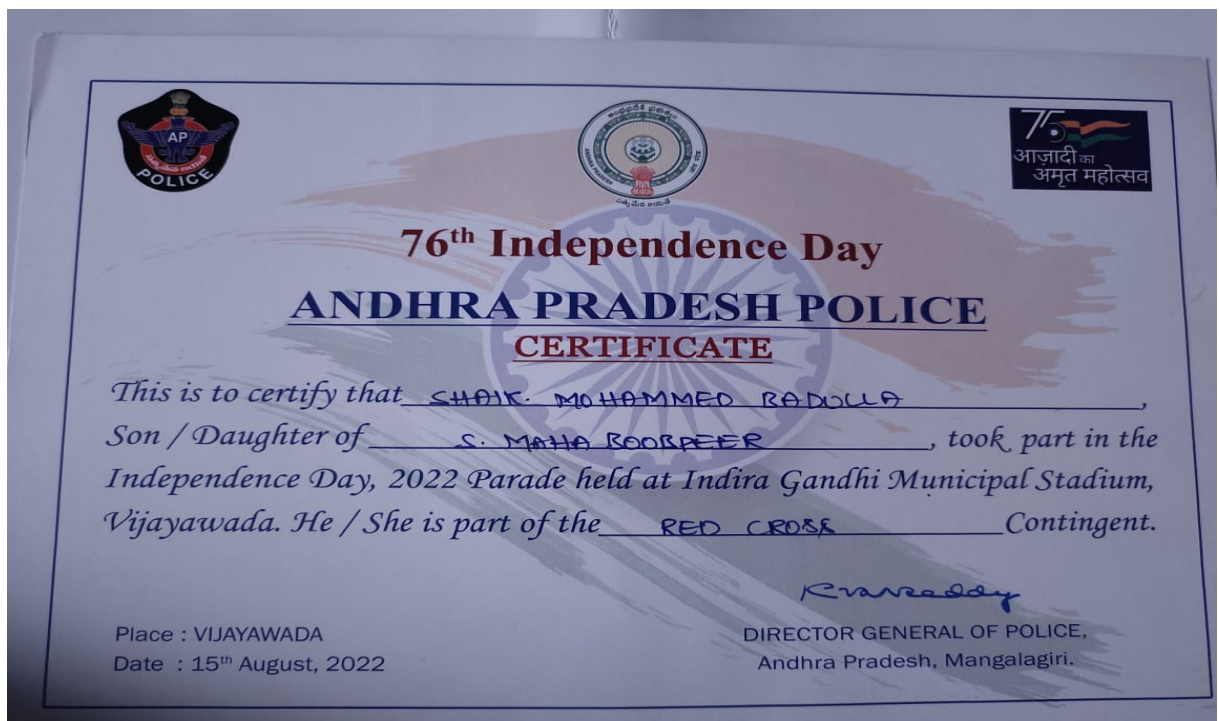 AP
POLICE
75
आज़ादी का
अमृत महोत्सव
76th Independence Day
ANDHRA PRADESH POLICE
CERTIFICATE
This is to certify that SHAIK. MOHAMMED BADULLA,
Son / Daughter of S. MAHA BOOBPEER, took part in the
Independence Day, 2022 Parade held at Indira Gandhi Municipal Stadium,
Vijayawada. He / She is part of the RED CROSS Contingent.
Place : VIJAYAWADA
Date : 15th August, 2022
DIRECTOR GENERAL OF POLICE,
Andhra Pradesh, Mangalagiri.